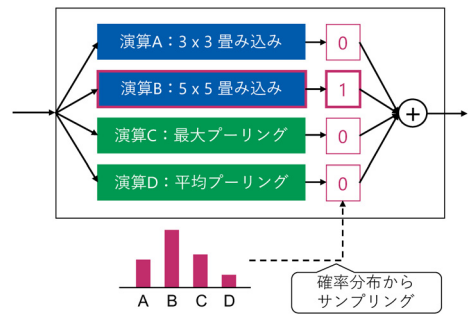 演算A：3 x 3 畳み込み
0
演算B：5 x 5 畳み込み
1
演算C：最大プーリング
0
演算D：平均プーリング
0
+
A B C D
確率分布から
サンプリング